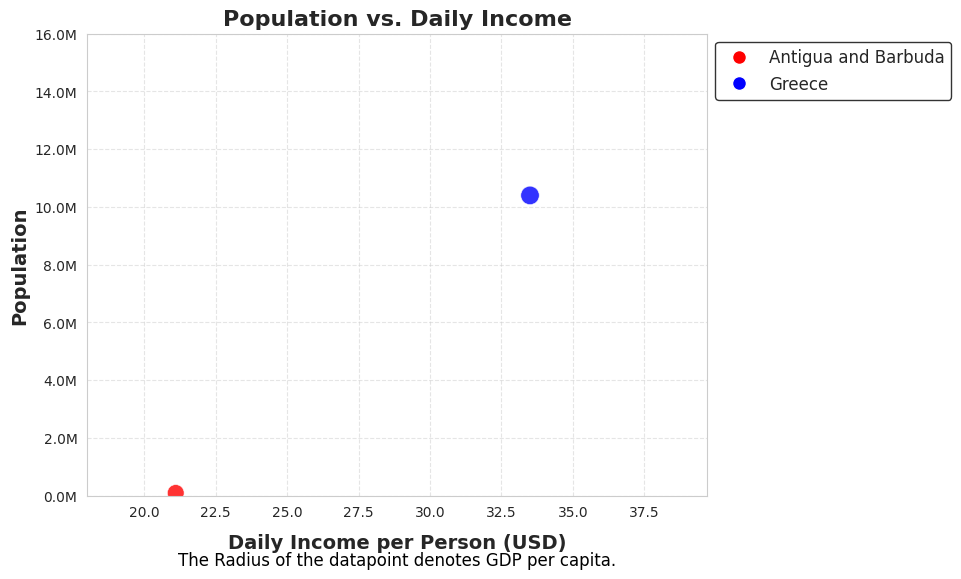 Population vs. Daily Income
Antigua and Barbuda
Greece
Population
16.0M
14.0M
12.0M
10.0M
8.0M
6.0M
4.0M
2.0M
0.0M
20.0 22.5 25.0 27.5 30.0 32.5 35.0 37.5
Daily Income per Person (USD)
The Radius of the datapoint denotes GDP per capita.